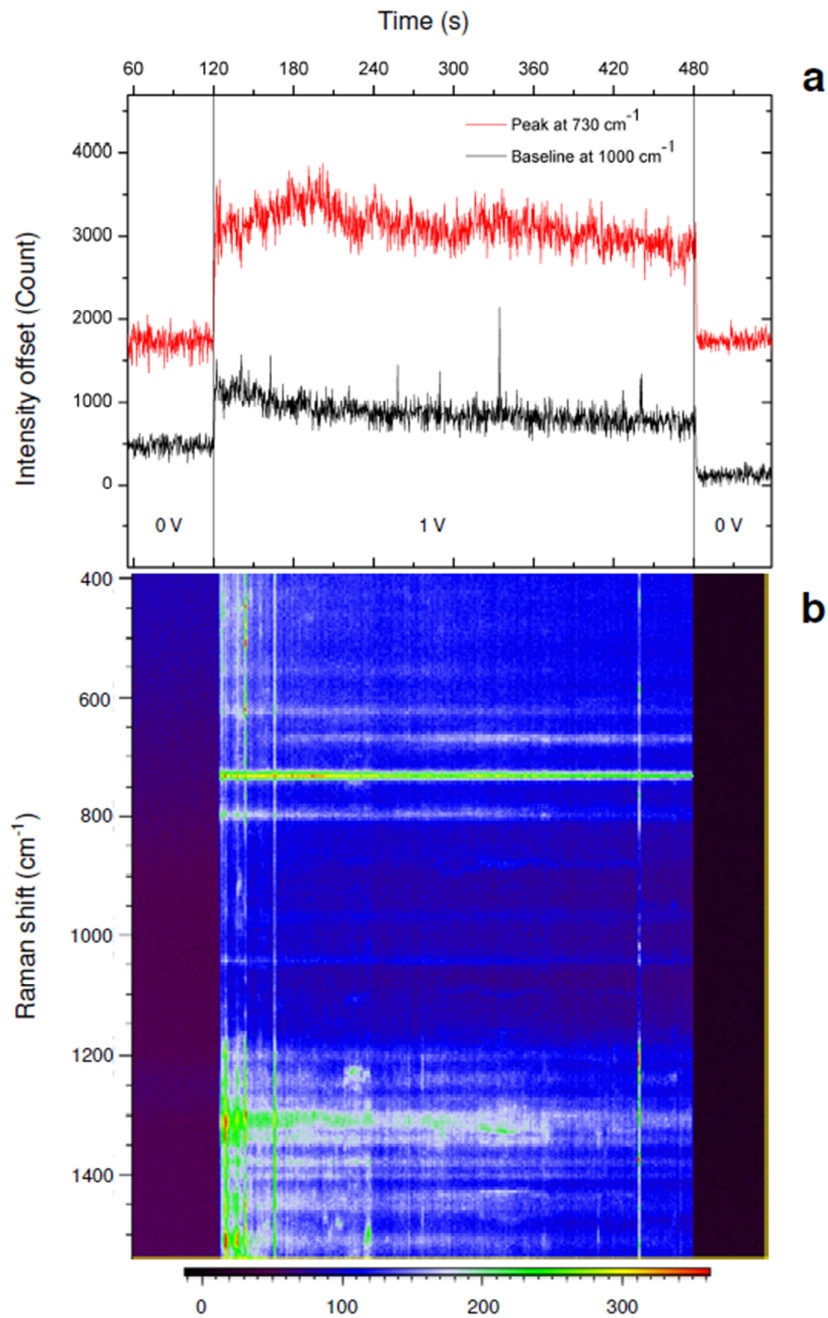 Time (s)
60 120 180 240 300 360 420 480
a
Peak at 730 cm⁻¹
Baseline at 1000 cm⁻¹
4000
3000
2000
1000
0
Intensity offset (Count)
0 V 1 V 0 V
b
400
600
800
1000
1200
1400
Raman shift (cm⁻¹)
0 100 200 300